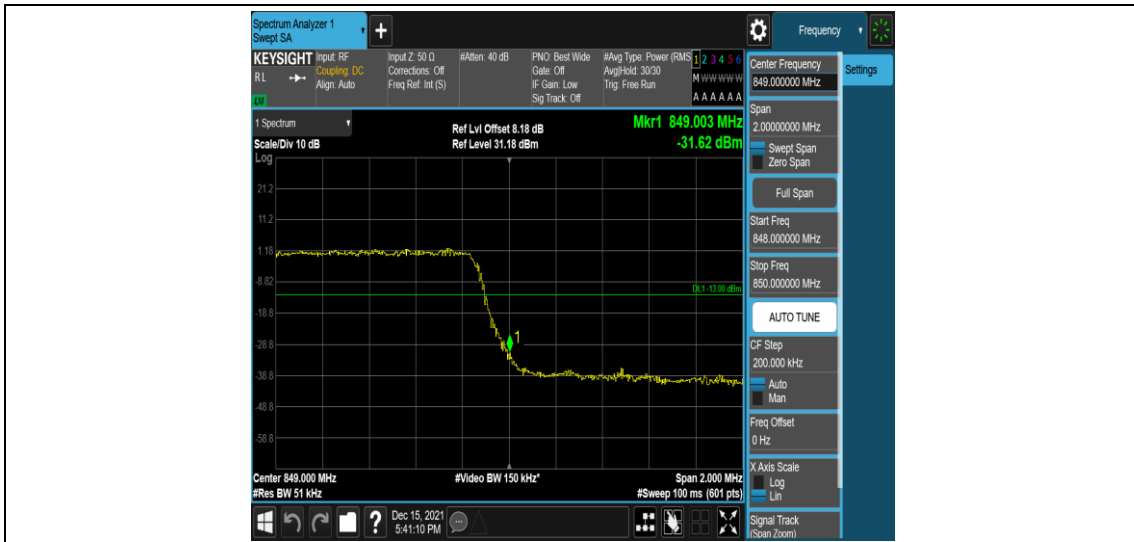 Spectrum Analyzer 1
Swept SA
+
Frequency
KEYSIGHT
RL
LXI
Input: RF
Coupling: DC
Align: Auto
Input Z: 50 Ω
Corrections: Off
Freq Ref: Int (S)
#Atten: 40 dB
PNO: Best Wide
Gate: Off
IF Gain: Low
Sig Track: Off
#Avg Type: Power (RMS
Avg|Hold: 30/30
Trig: Free Run
1 2 3 4 5 6
M W W W W W
A A A A A A
1 Spectrum
Scale/Div 10 dB
Log
Ref Lvl Offset 8.18 dB
Ref Level 31.18 dBm
Mkr1 849.003 MHz
-31.62 dBm
21.2
11.2
1.18
-8.82
-18.8
-28.8
-38.8
-48.8
-58.8
DL1 -13.00 dBm
1
Center 849.000 MHz
#Res BW 51 kHz
#Video BW 150 kHz*
Span 2.000 MHz
#Sweep 100 ms (601 pts)
?
Dec 15, 2021
5:41:10 PM
Center Frequency
849.000000 MHz
Settings
Span
2.00000000 MHz
Swept Span
Zero Span
Full Span
Start Freq
848.000000 MHz
Stop Freq
850.000000 MHz
AUTO TUNE
CF Step
200.000 kHz
Auto
Man
Freq Offset
0 Hz
X Axis Scale
Log
Lin
Signal Track
(Span Zoom)